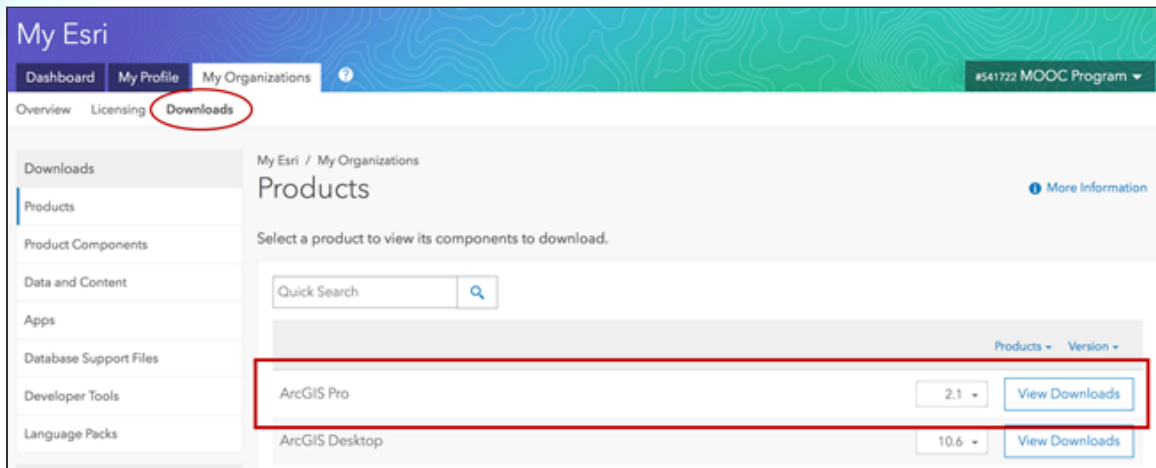 My Esri
Dashboard My Profile My Organizations ?
#541722 MOOC Program
Overview Licensing Downloads
Downloads
Products
Product Components
Data and Content
Apps
Database Support Files
Developer Tools
Language Packs
My Esri / My Organizations
Products
More Information
Select a product to view its components to download.
Quick Search
Products Version
ArcGIS Pro 2.1 View Downloads
ArcGIS Desktop 10.6 View Downloads